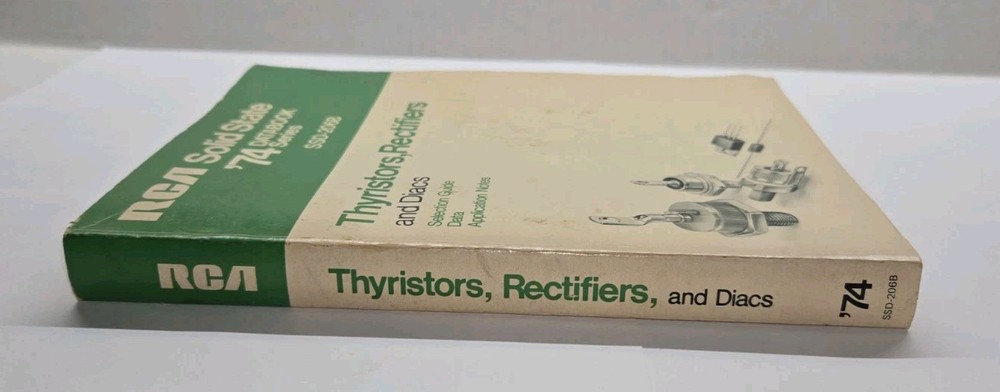 RCA Solid State
'74 DATABOOK
Series
SSD-206B
Thyristors, Rectifiers
and Diacs
Selection Guide
Data
Application Notes
RCA
Thyristors, Rectifiers, and Diacs
'74
SSD-206B